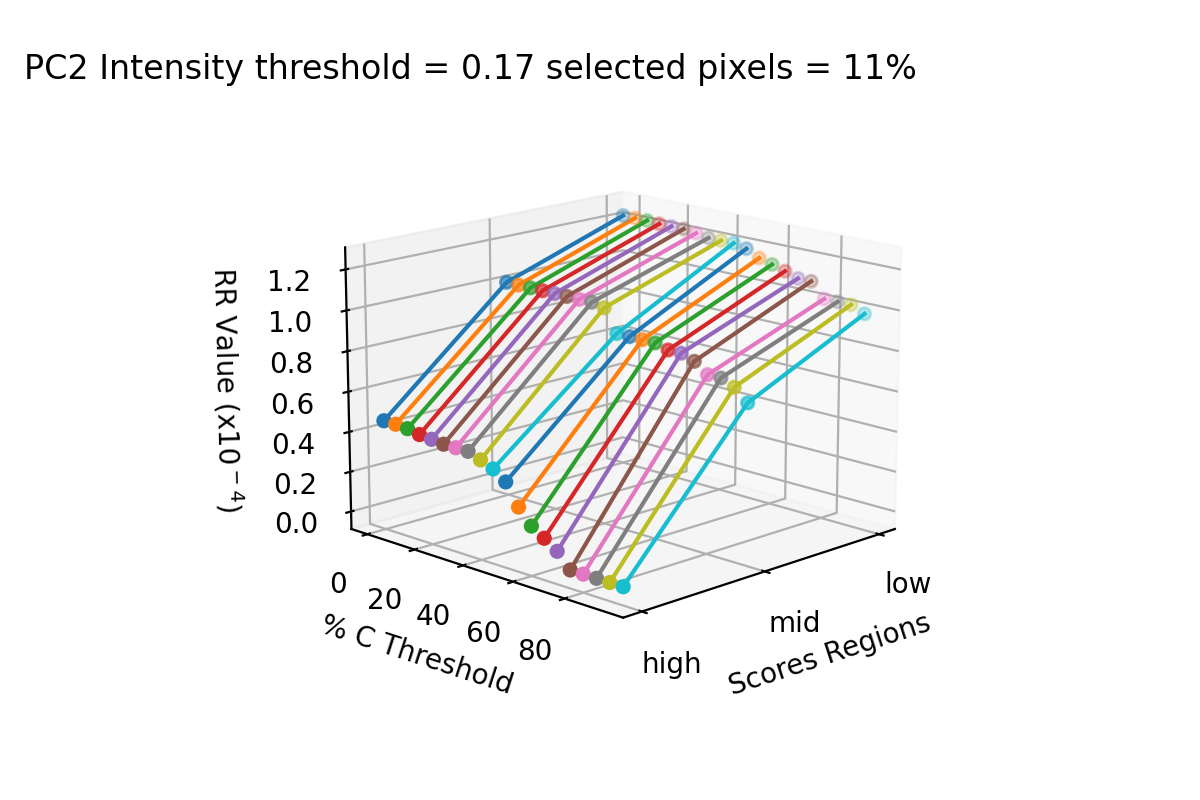 PC2 Intensity threshold = 0.17 selected pixels = 11%
RR Value (x10⁻⁴)
1.2
1.0
0.8
0.6
0.4
0.2
0.0
0
20
40
60
80
% C Threshold
high
mid
low
Scores Regions